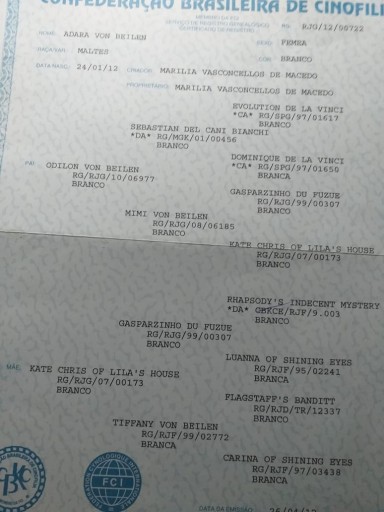 CONFEDERAÇÃO BRASILEIRA DE CINOFIL
CERTIFICADO DE REGISTRO
RG: RJG/12/00722
NOME: ADARA VON BEILEN
SEXO: FEMEA
RAÇA/VAR: MALTES
COR: BRANCO
DATA NASC: 24/01/12 CRIADOR: MARILIA VASCONCELLOS DE MACEDO
PROPRIETÁRIO: MARILIA VASCONCELLOS DE MACEDO
EVOLUTION DE LA VINCI
*CA* RG/SPG/97/01617
BRANCO
SEBASTIAN DEL CANI BIANCHI
*DA* RG/MGK/01/00456
BRANCO
DOMINIQUE DE LA VINCI
*CA* RG/SPG/97/01650
BRANCA
PAI: ODILON VON BEILEN
RG/RJG/10/06977
BRANCO
GASPARZINHO DU FUZUE
RG/RJG/99/00307
BRANCO
MIMI VON BEILEN
RG/RJG/08/06185
BRANCO
KATE CHRIS OF LILA'S HOUSE
RG/RJG/07/00173
BRANCO
RHAPSODY'S INDECENT MYSTERY
*DA* GBKCE/RJF/9.003
BRANCO
GASPARZINHO DU FUZUE
RG/RJG/99/00307
BRANCO
LUANNA OF SHINING EYES
RG/RJF/95/02241
BRANCA
MÃE: KATE CHRIS OF LILA'S HOUSE
RG/RJG/07/00173
BRANCO
FLAGSTAFF'S BANDITT
RG/RJD/TR/12337
BRANCO
TIFFANY VON BEILEN
RG/RJF/99/02772
BRANCA
CARINA OF SHINING EYES
RG/RJF/97/03438
BRANCA
CBKC
FCI
DATA DA EMISSÃO: 26/04/12